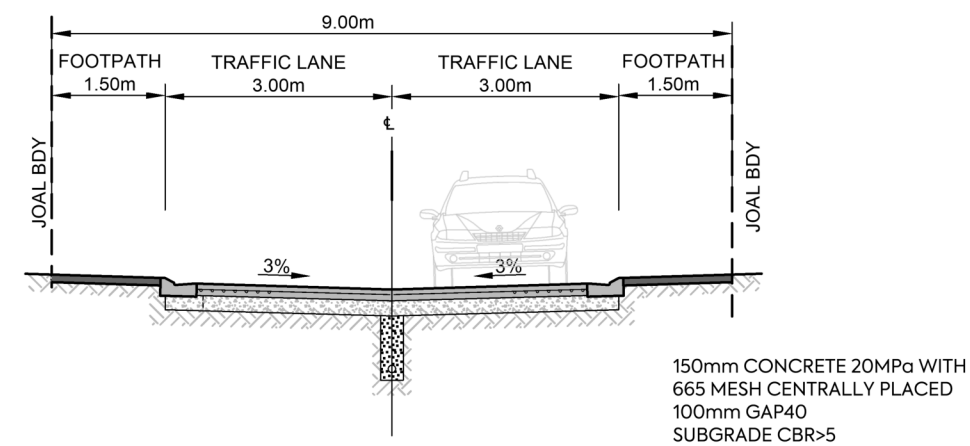 9.00m
FOOTPATH
1.50m
TRAFFIC LANE
3.00m
TRAFFIC LANE
3.00m
FOOTPATH
1.50m
℄
JOAL BDY
JOAL BDY
3%
3%
150mm CONCRETE 20MPa WITH
665 MESH CENTRALLY PLACED
100mm GAP40
SUBGRADE CBR>5